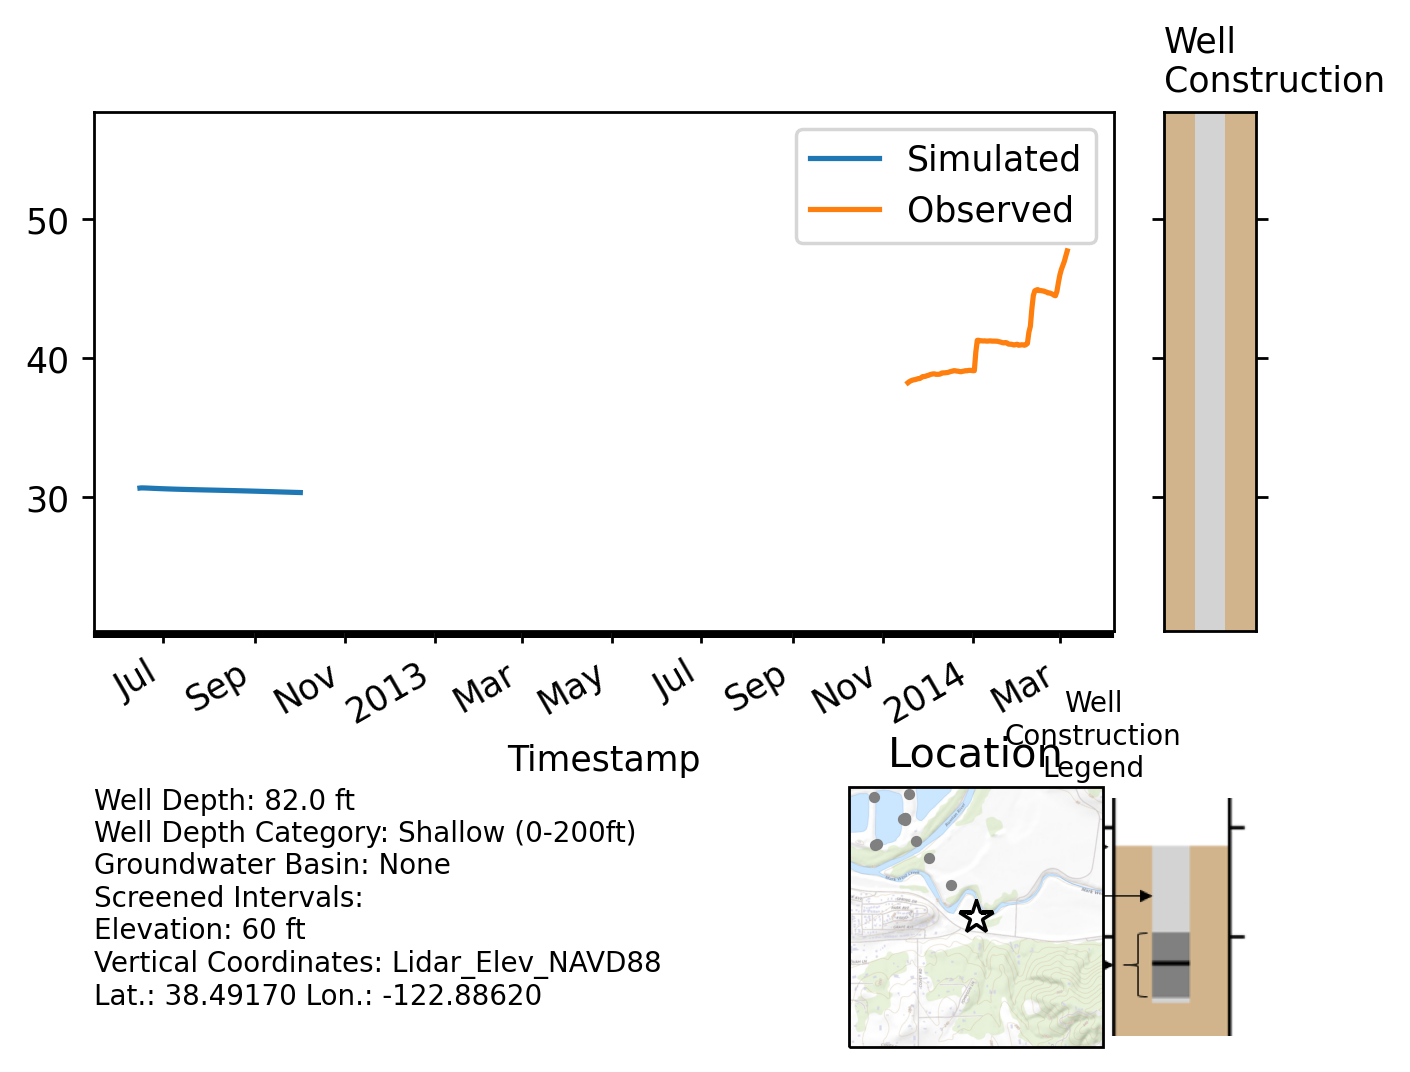 Well
Construction
Simulated
Observed
50
40
30
Jul
Sep
Nov
2013
Mar
May
Jul
Sep
Nov
2014
Mar
Timestamp
Well
Construction
Legend
Location
Well Depth: 82.0 ft
Well Depth Category: Shallow (0-200ft)
Groundwater Basin: None
Screened Intervals:
Elevation: 60 ft
Vertical Coordinates: Lidar_Elev_NAVD88
Lat.: 38.49170 Lon.: -122.88620